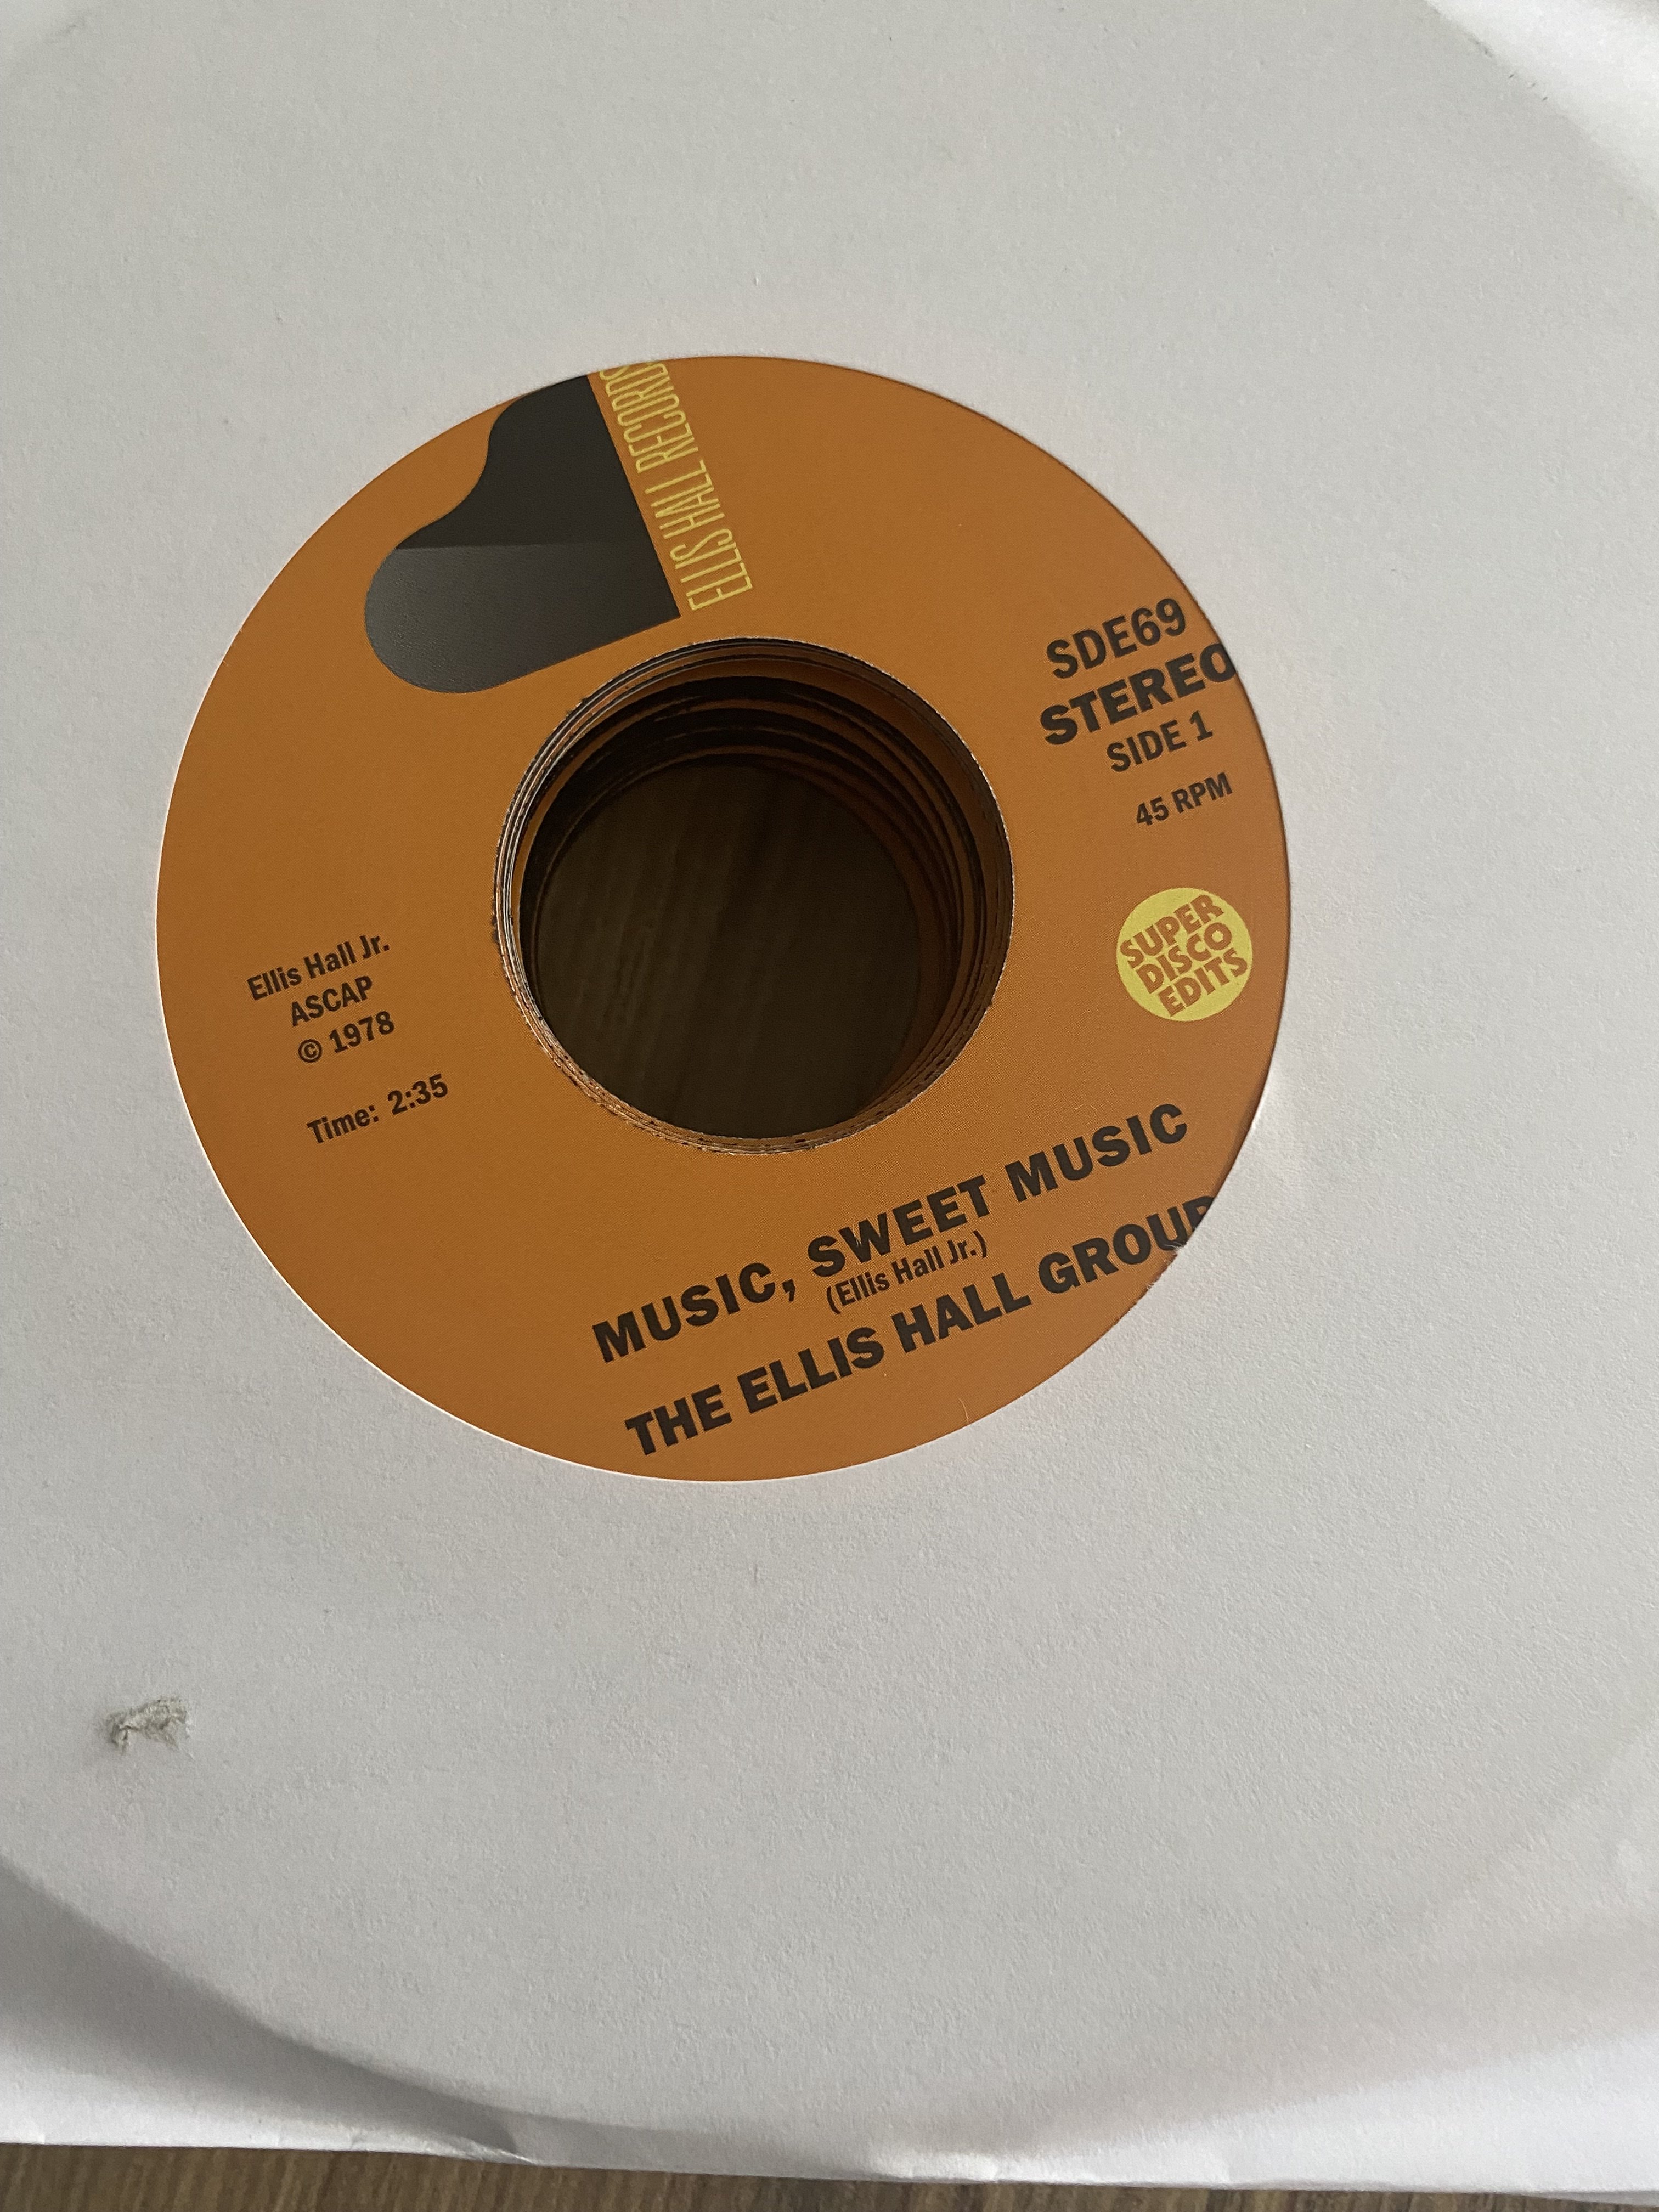 ELLIS HALL RECORDS
SDE69
STEREO
SIDE 1
45 RPM
SUPER
DISCO
EDITS
Ellis Hall Jr.
ASCAP
© 1978
Time: 2:35
MUSIC, SWEET MUSIC
(Ellis Hall Jr.)
THE ELLIS HALL GROUP